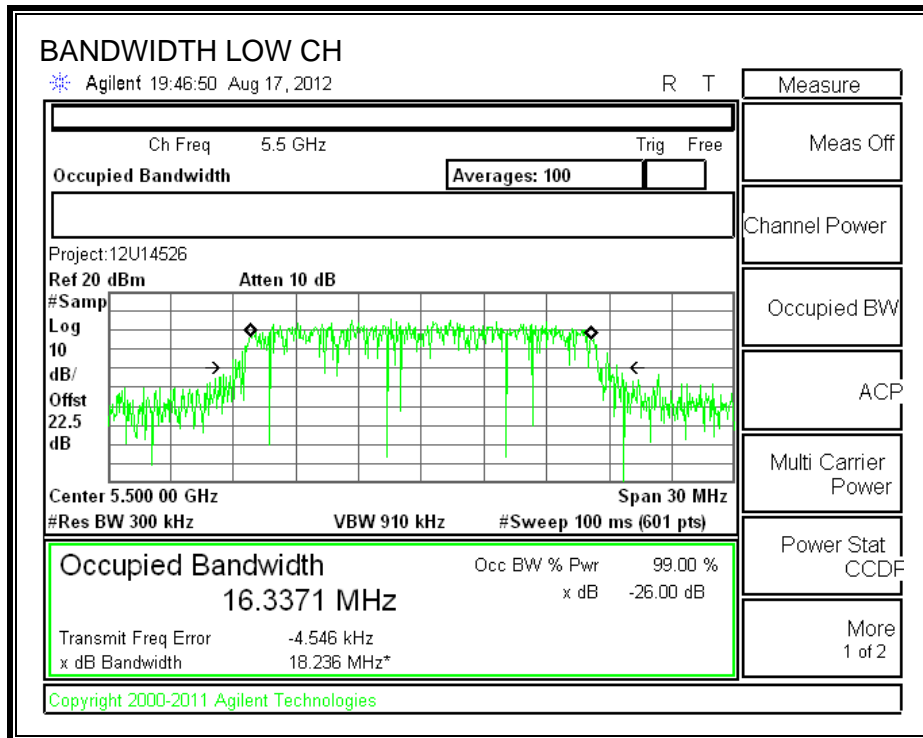 BANDWIDTH LOW CH
Agilent 19:46:50 Aug 17, 2012 R T
Measure
Ch Freq 5.5 GHz Trig Free
Meas Off
Occupied Bandwidth Averages: 100
Channel Power
Project:12U14526
Ref 20 dBm Atten 10 dB
#Samp
Log
10
dB/
Offst
22.5
dB
Occupied BW
ACP
Multi Carrier
Power
Center 5.500 00 GHz Span 30 MHz
#Res BW 300 kHz VBW 910 kHz #Sweep 100 ms (601 pts)
Power Stat
CCDF
Occupied Bandwidth Occ BW % Pwr 99.00 %
16.3371 MHz x dB -26.00 dB
Transmit Freq Error -4.546 kHz
x dB Bandwidth 18.236 MHz*
More
1 of 2
Copyright 2000-2011 Agilent Technologies